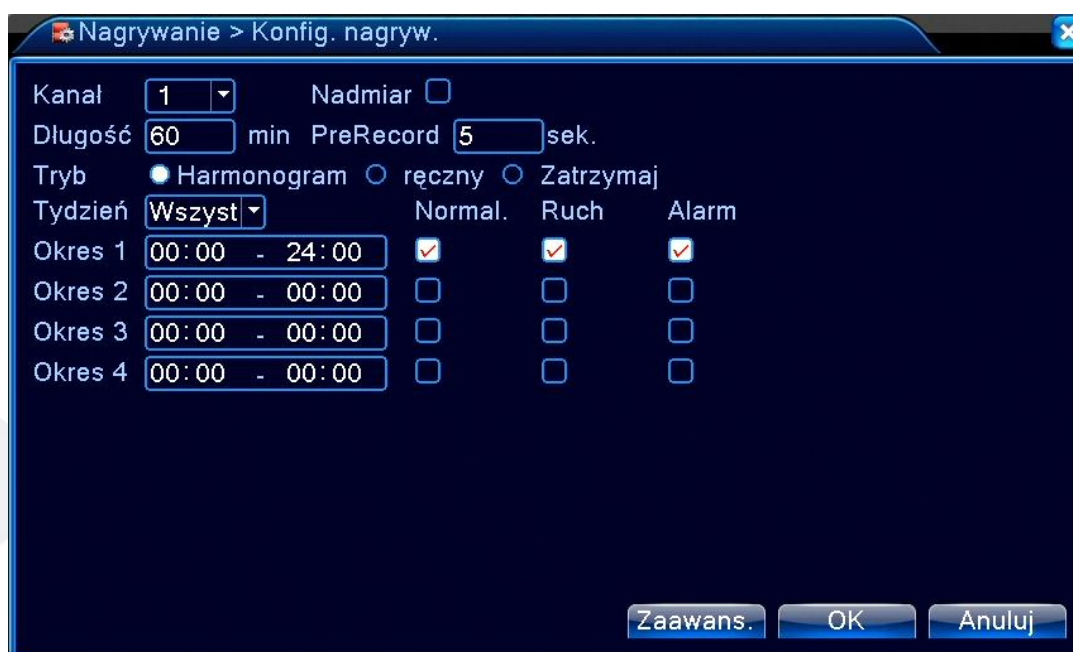 Nagrywanie > Konfig. nagryw.
Kanał 1 Nadmiar
Długość 60 min PreRecord 5 sek.
Tryb Harmonogram ręczny Zatrzymaj
Tydzień Wszyst Normal. Ruch Alarm
Okres 1 00:00 - 24:00
Okres 2 00:00 - 00:00
Okres 3 00:00 - 00:00
Okres 4 00:00 - 00:00
Zaawans. OK Anuluj